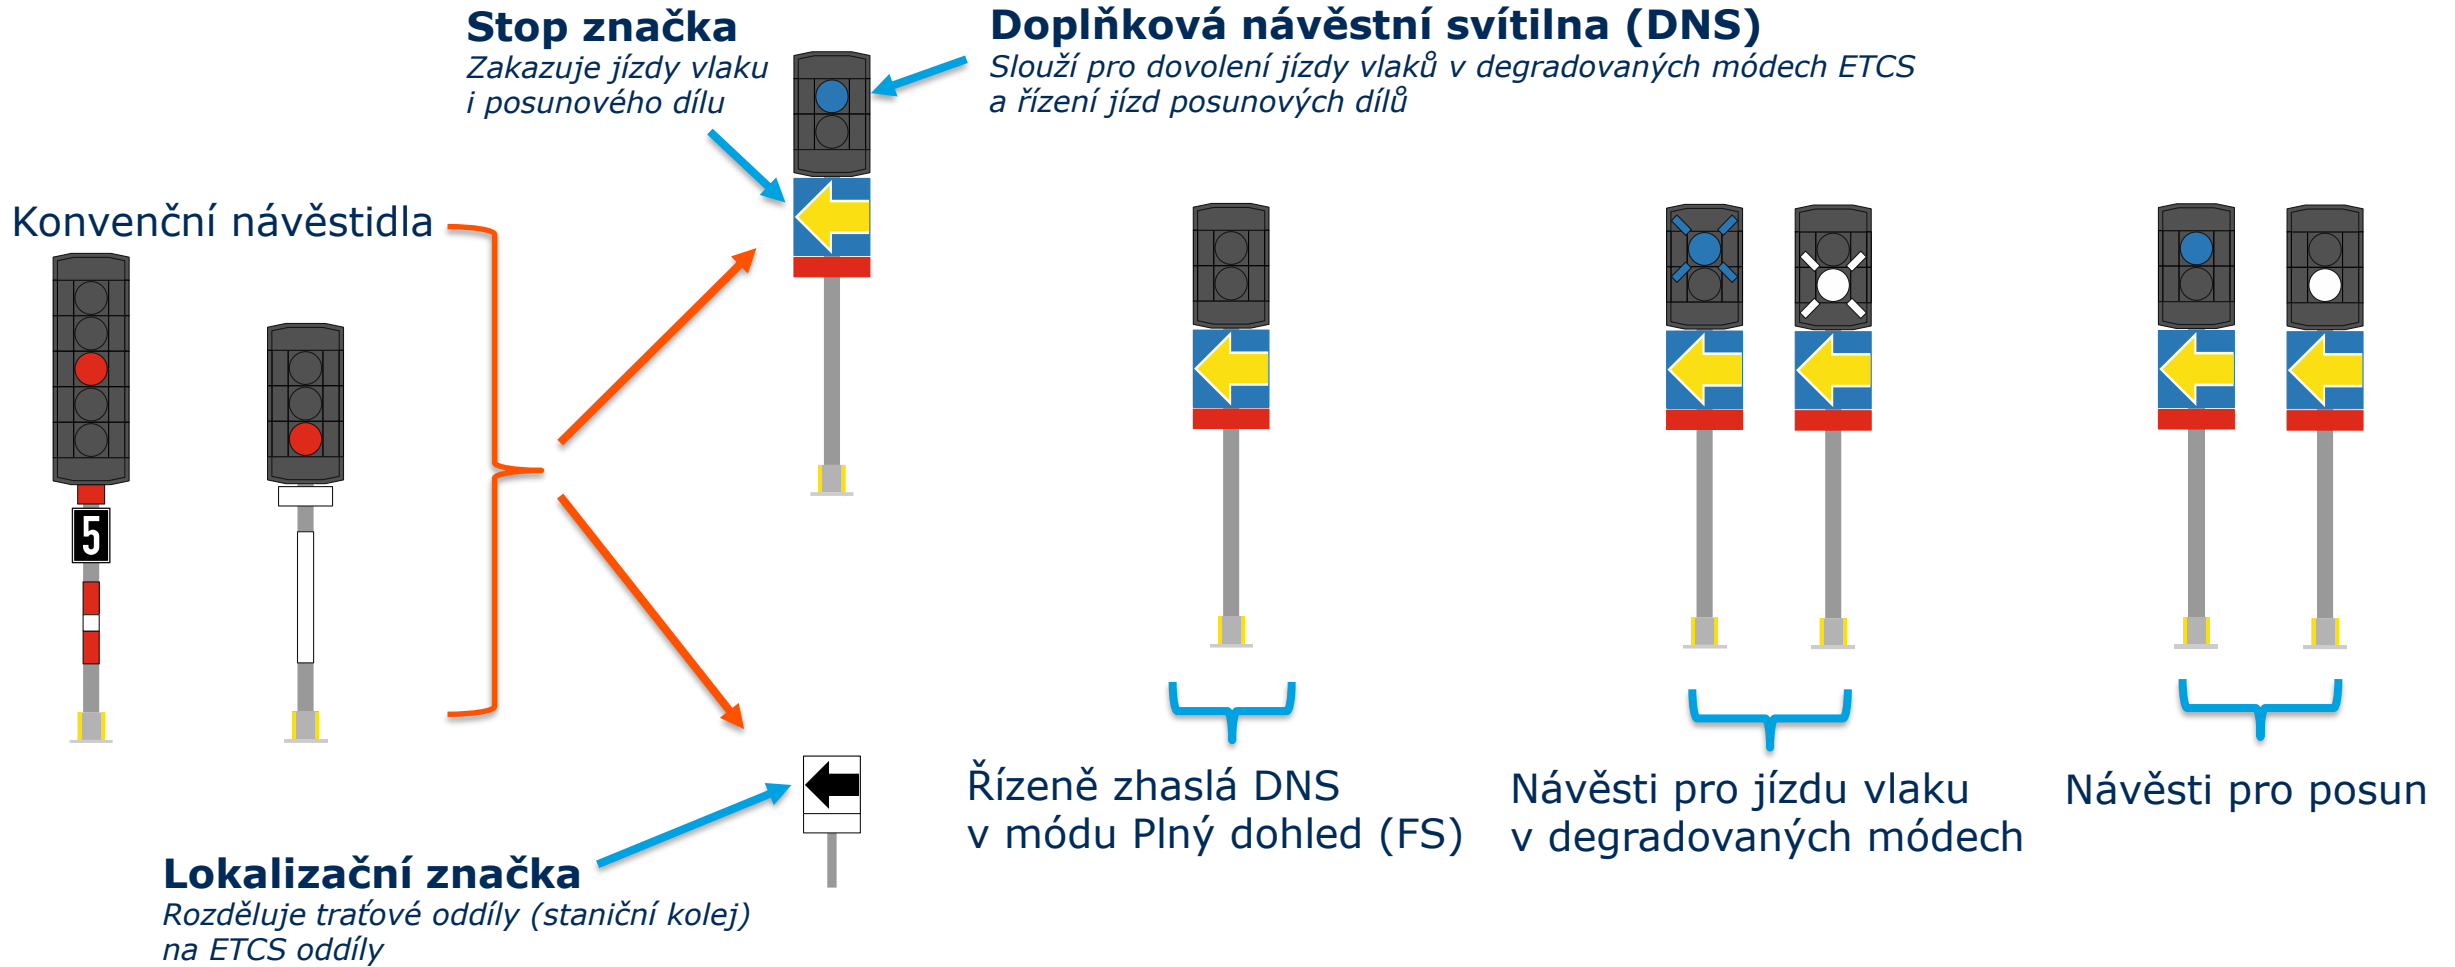 Stop značka
Zakazuje jízdy vlaku
i posunového dílu
Doplňková návěstní svítilna (DNS)
Slouží pro dovolení jízdy vlaků v degradovaných módech ETCS
a řízení jízd posunových dílů
Konvenční návěstidla
5
Lokalizační značka
Rozděluje traťové oddíly (staniční kolej)
na ETCS oddíly
Řízeně zhaslá DNS
v módu Plný dohled (FS)
Návěsti pro jízdu vlaku
v degradovaných módech
Návěsti pro posun